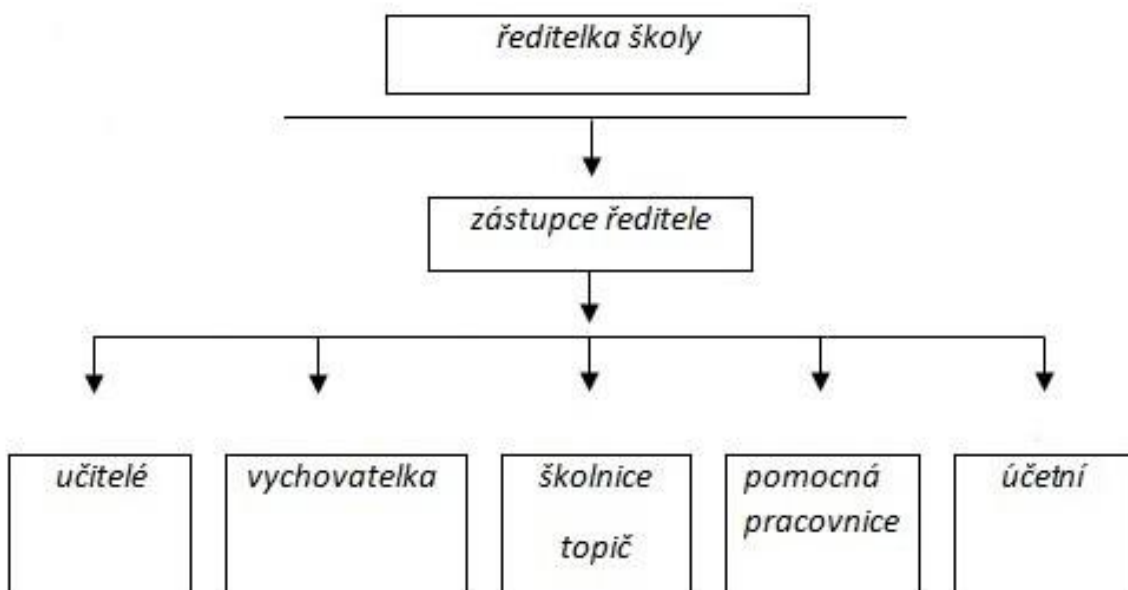 ředitelka školy
zástupce ředitele
učitelé
vychovatelka
školnice
topič
pomocná
pracovnice
účetní